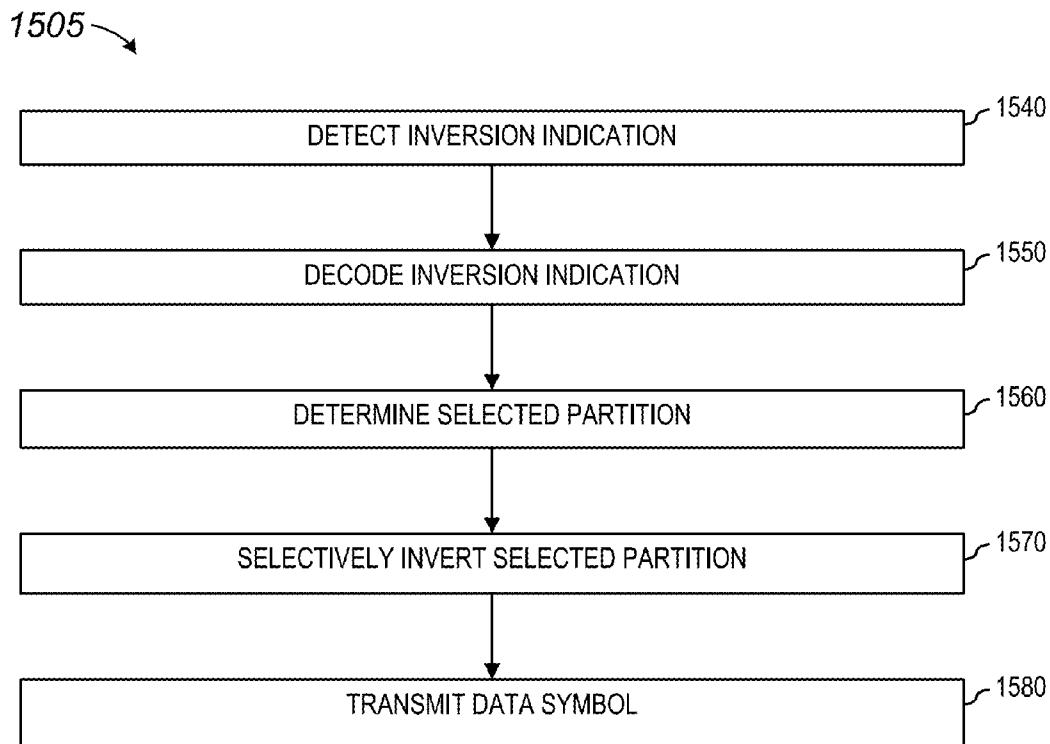 1505
1540
DETECT INVERSION INDICATION
1550
DECODE INVERSION INDICATION
1560
DETERMINE SELECTED PARTITION
1570
SELECTIVELY INVERT SELECTED PARTITION
1580
TRANSMIT DATA SYMBOL